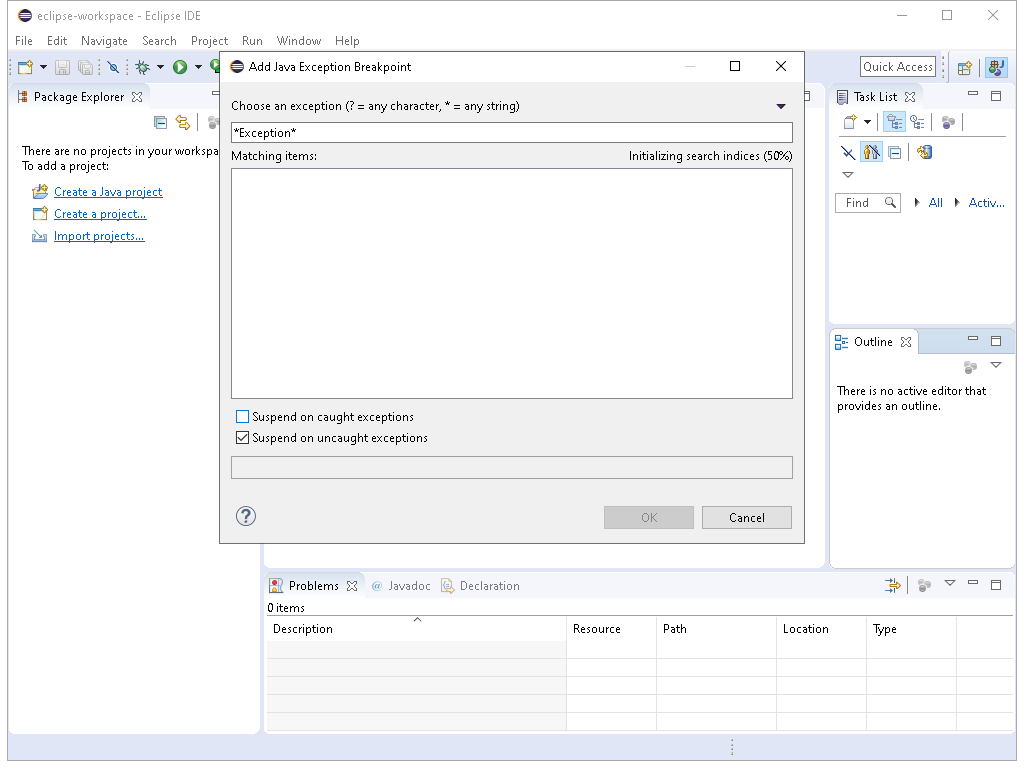 eclipse-workspace - Eclipse IDE
File Edit Navigate Search Project Run Window Help
Quick Access
Package Explorer
There are no projects in your workspa
To add a project:
Create a Java project
Create a project...
Import projects...
Add Java Exception Breakpoint
Choose an exception (? = any character, * = any string)
*Exception*
Matching items: Initializing search indices (50%)
Suspend on caught exceptions
Suspend on uncaught exceptions
OK Cancel
Task List
Find All Activ...
Outline
There is no active editor that
provides an outline.
Problems @ Javadoc Declaration
0 items
Description Resource Path Location Type